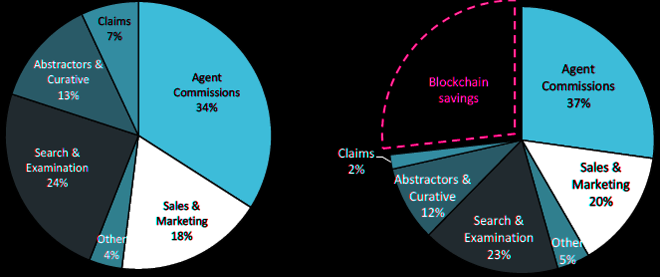 Claims
7%
Abstractors &
Curative
13%
Agent
Commissions
34%
Search &
Examination
24%
Sales &
Marketing
18%
Other
4%
Blockchain
savings
Agent
Commissions
37%
Claims
2%
Abstractors &
Curative
12%
Sales &
Marketing
20%
Search &
Examination
23%
Other
5%